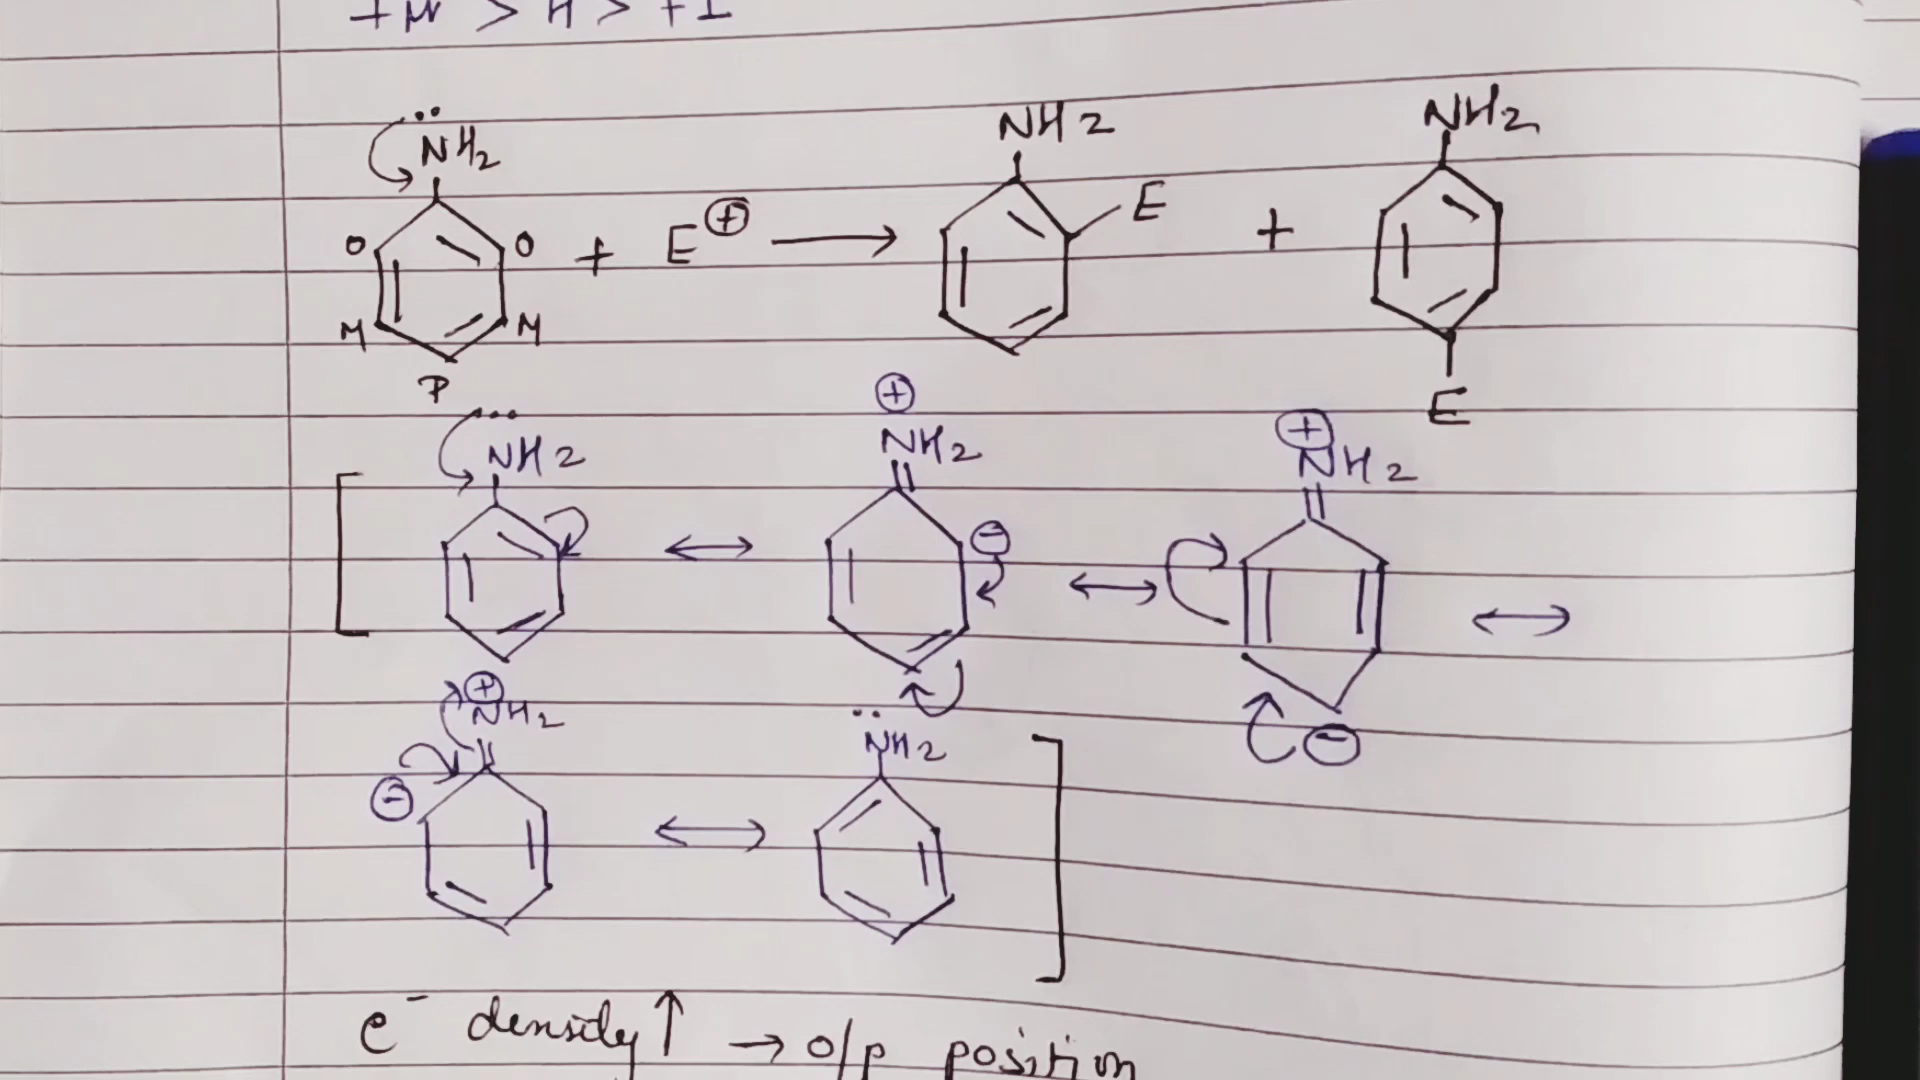 +M > H > +I
NH2 NH2 NH2
O O + E⊕ → E +
M M
P E
[ NH2 ↔ ⊕ NH2 ⊖ ↔ ⊕ NH2 ⊖ ↔
⊕ NH2 ⊖ ↔ NH2 ]
e⁻ density ↑ → o/p position